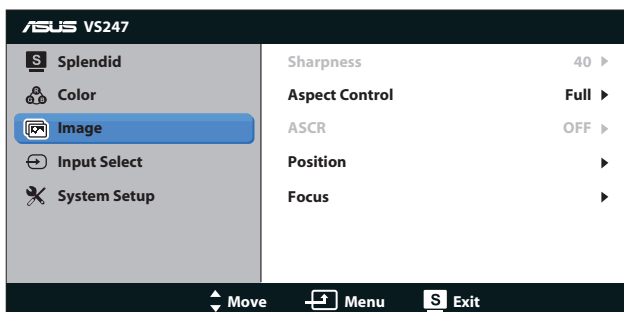 ASUS VS247
S Splendid
Color
Image
Input Select
System Setup
Sharpness 40
Aspect Control Full
ASCR OFF
Position
Focus
Move Menu S Exit